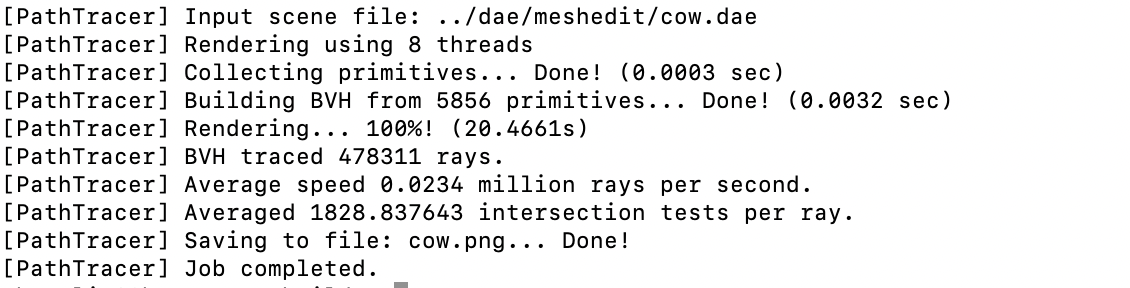 [PathTracer] Input scene file: ../dae/meshedit/cow.dae
[PathTracer] Rendering using 8 threads
[PathTracer] Collecting primitives... Done! (0.0003 sec)
[PathTracer] Building BVH from 5856 primitives... Done! (0.0032 sec)
[PathTracer] Rendering... 100%! (20.4661s)
[PathTracer] BVH traced 478311 rays.
[PathTracer] Average speed 0.0234 million rays per second.
[PathTracer] Averaged 1828.837643 intersection tests per ray.
[PathTracer] Saving to file: cow.png... Done!
[PathTracer] Job completed.